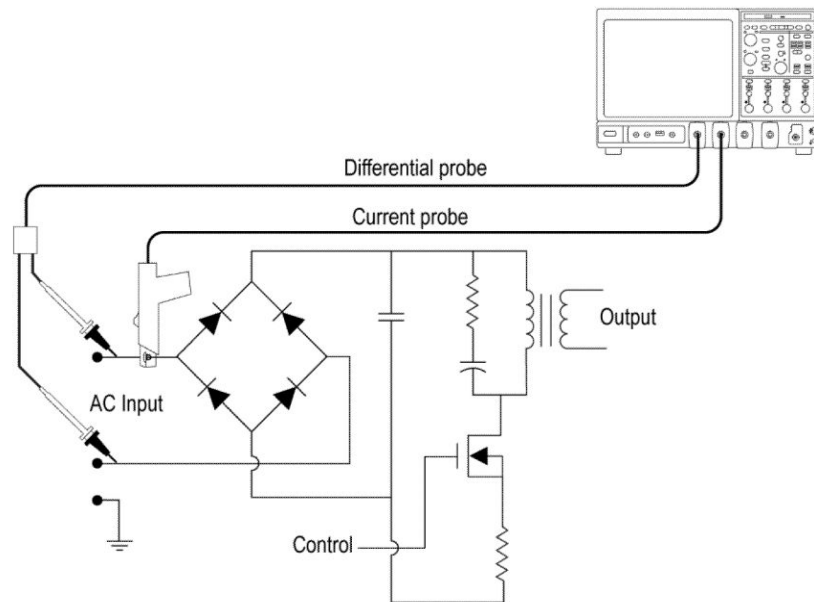 Differential probe
Current probe
Output
AC Input
Control